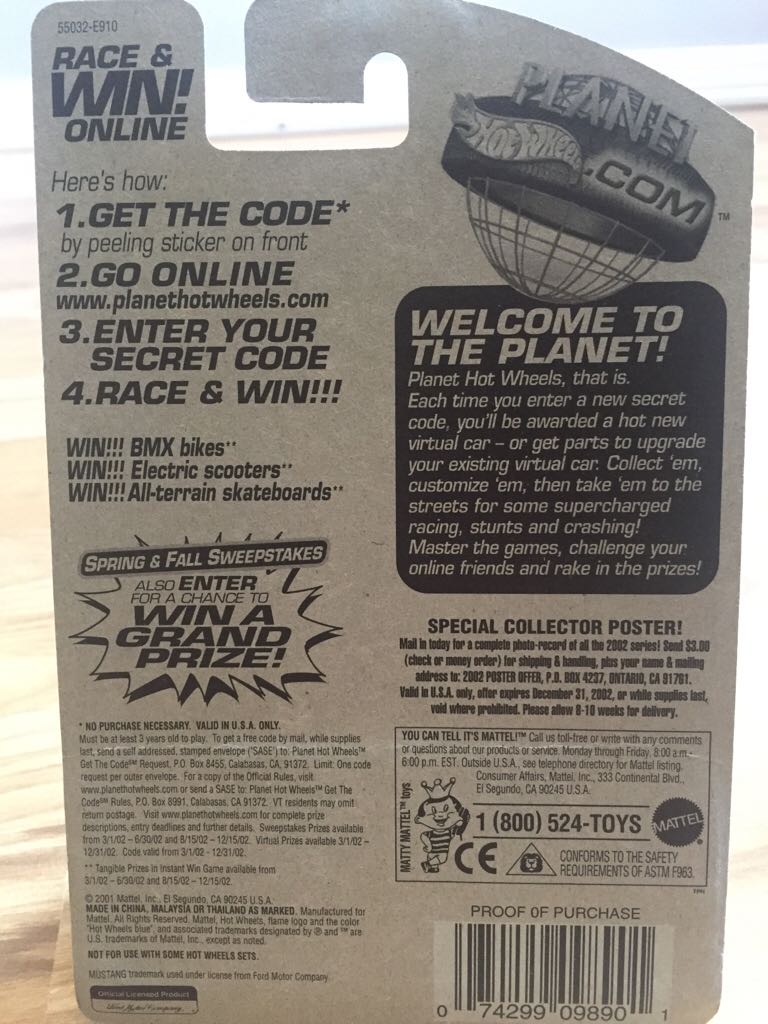 55032-E910
RACE &
WIN!
ONLINE
Here's how:
1.GET THE CODE*
by peeling sticker on front
2.GO ONLINE
www.planethotwheels.com
3.ENTER YOUR
SECRET CODE
4.RACE & WIN!!!
WIN!!! BMX bikes**
WIN!!! Electric scooters**
WIN!!! All-terrain skateboards**
SPRING & FALL SWEEPSTAKES
ALSO ENTER
FOR A CHANCE TO
WIN A
GRAND
PRIZE!
* NO PURCHASE NECESSARY. VALID IN U.S.A. ONLY.
Must be at least 3 years old to play. To get a free code by mail, while supplies
last, send a self addressed, stamped envelope ("SASE") to: Planet Hot Wheels™
Get The Code℠ Request, P.O. Box 8455, Calabasas, CA, 91372. Limit: One code
request per outer envelope. For a copy of the Official Rules, visit
www.planethotwheels.com or send a SASE to: Planet Hot Wheels™ Get The
Code℠ Rules, P.O. Box 8991, Calabasas, CA 91372. VT residents may omit
return postage. Visit www.planethotwheels.com for complete prize
descriptions, entry deadlines and further details. Sweepstakes Prizes available
from 3/1/02 - 6/30/02 and 8/15/02 - 12/15/02. Virtual Prizes available 3/1/02 -
12/31/02. Code valid from 3/1/02 - 12/31/02.
** Tangible Prizes in Instant Win Game available from
3/1/02 - 6/30/02 and 8/15/02 - 12/15/02.
© 2001 Mattel, Inc., El Segundo, CA 90245 U.S.A.
MADE IN CHINA, MALAYSIA OR THAILAND AS MARKED. Manufactured for
Mattel. All Rights Reserved. Mattel, Hot Wheels, flame logo and the color
"Hot Wheels blue", and associated trademarks designated by ® and ℠ are
U.S. trademarks of Mattel, Inc., except as noted.
NOT FOR USE WITH SOME HOT WHEELS SETS.
MUSTANG trademark used under license from Ford Motor Company.
Official Licensed Product
Ford Motor Company
PLANET
Hot Wheels
.COM
TM
WELCOME TO
THE PLANET!
Planet Hot Wheels, that is.
Each time you enter a new secret
code, you'll be awarded a hot new
virtual car – or get parts to upgrade
your existing virtual car. Collect 'em,
customize 'em, then take 'em to the
streets for some supercharged
racing, stunts and crashing!
Master the games, challenge your
online friends and rake in the prizes!
SPECIAL COLLECTOR POSTER!
Mail in today for a complete photo-record of all the 2002 series! Send $3.00
(check or money order) for shipping & handling, plus your name & mailing
address to: 2002 POSTER OFFER, P.O. BOX 4237, ONTARIO, CA 91761.
Valid in U.S.A. only, offer expires December 31, 2002, or while supplies last,
void where prohibited. Please allow 8-10 weeks for delivery.
YOU CAN TELL IT'S MATTEL!™ Call us toll-free or write with any comments
or questions about our products or service. Monday through Friday, 8:00 a.m.-
6:00 p.m. EST. Outside U.S.A., see telephone directory for Mattel listing.
Consumer Affairs, Mattel, Inc., 333 Continental Blvd.,
El Segundo, CA 90245 U.S.A.
MATTY MATTEL™ toys
1 (800) 524-TOYS
MATTEL
CE
CONFORMS TO THE SAFETY
REQUIREMENTS OF ASTM F963.
PROOF OF PURCHASE
0 74299 09890 1